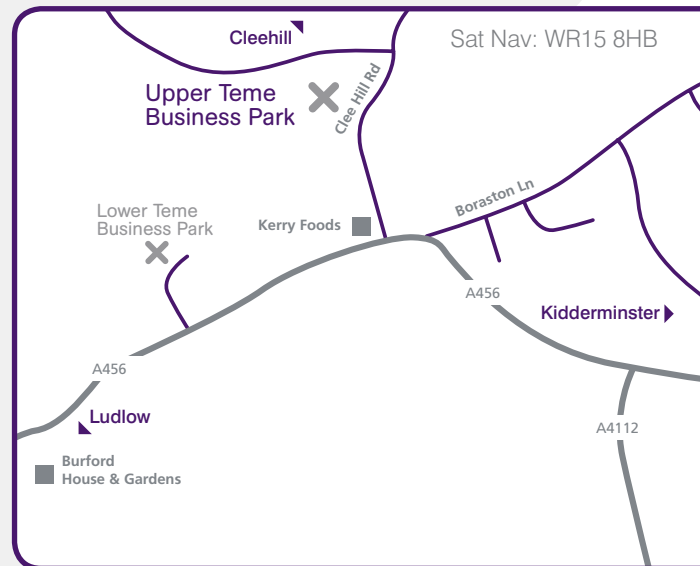 Cleehill
Sat Nav: WR15 8HB
Upper Teme
Business Park
Clee Hill Rd
Boraston Ln
Lower Teme
Business Park
Kerry Foods
A456
Kidderminster
A456
Ludlow
A4112
Burford
House & Gardens